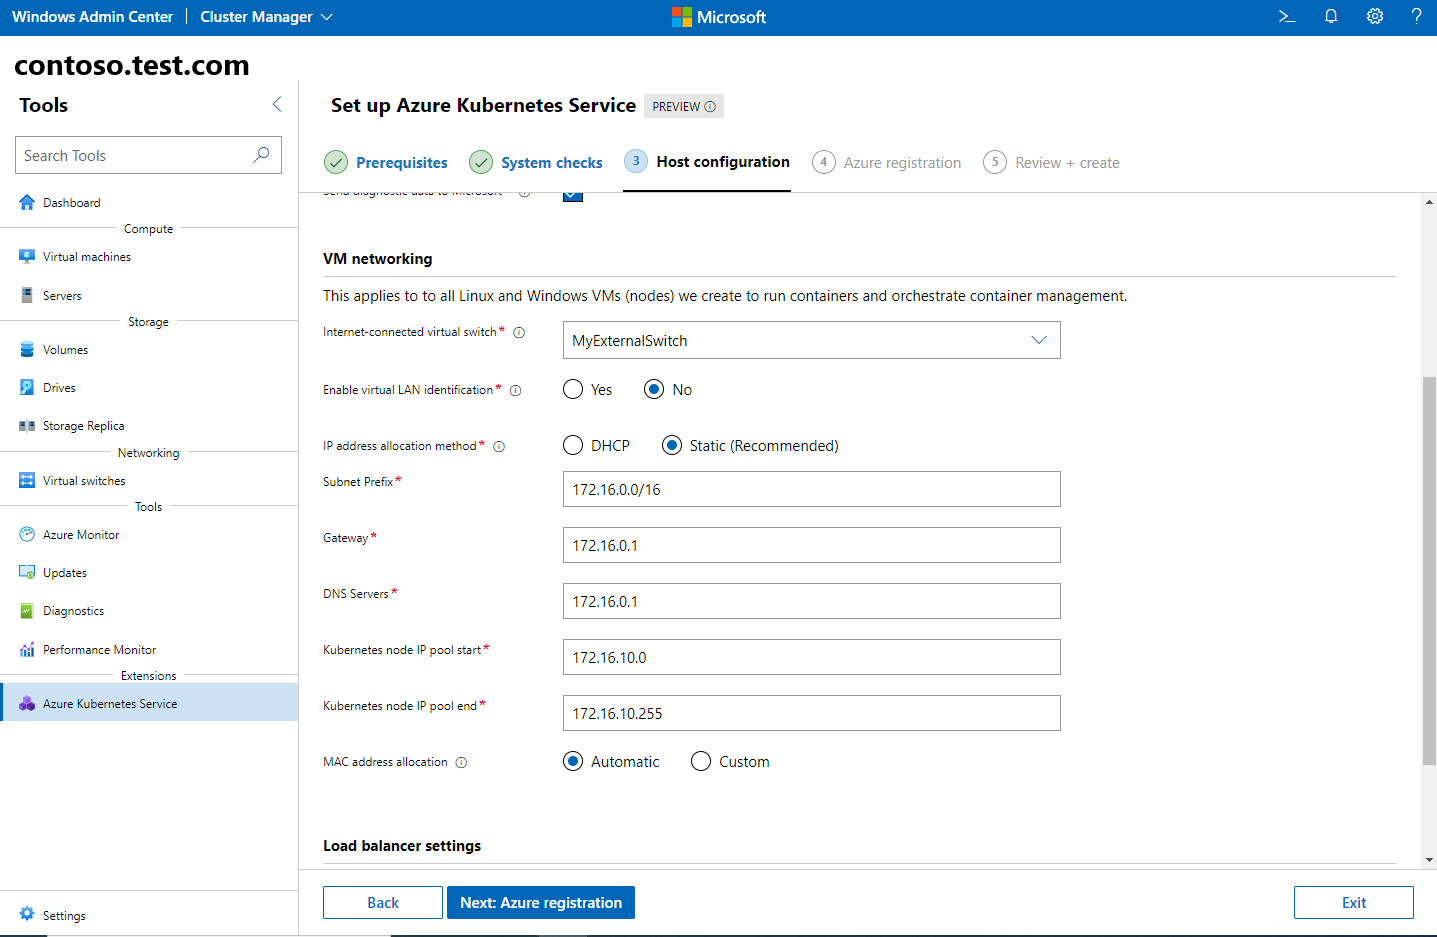 Windows Admin Center | Cluster Manager
Microsoft
contoso.test.com
Tools
Search Tools
Dashboard
Compute
Virtual machines
Servers
Storage
Volumes
Drives
Storage Replica
Networking
Virtual switches
Tools
Azure Monitor
Updates
Diagnostics
Performance Monitor
Extensions
Azure Kubernetes Service
Settings
Set up Azure Kubernetes Service PREVIEW
Prerequisites System checks 3 Host configuration 4 Azure registration 5 Review + create
Send diagnostic data to Microsoft
VM networking
This applies to to all Linux and Windows VMs (nodes) we create to run containers and orchestrate container management.
Internet-connected virtual switch* MyExternalSwitch
Enable virtual LAN identification* Yes No
IP address allocation method* DHCP Static (Recommended)
Subnet Prefix* 172.16.0.0/16
Gateway* 172.16.0.1
DNS Servers* 172.16.0.1
Kubernetes node IP pool start* 172.16.10.0
Kubernetes node IP pool end* 172.16.10.255
MAC address allocation Automatic Custom
Load balancer settings
Back Next: Azure registration Exit